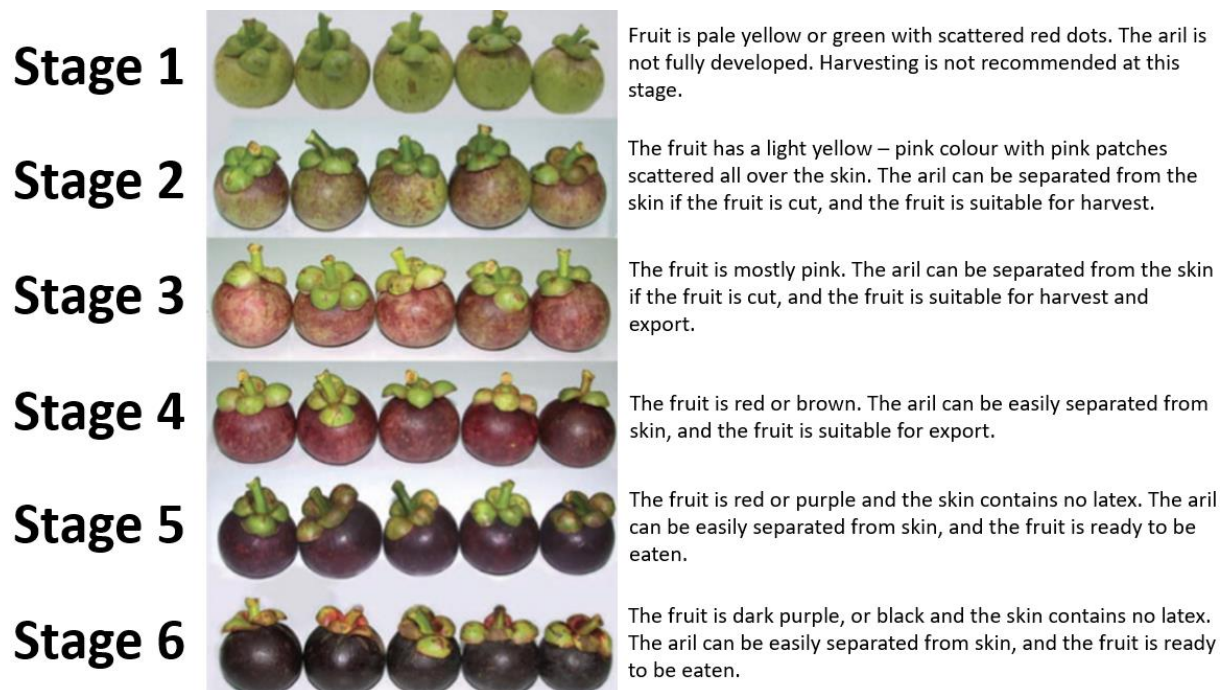 Stage 1
Fruit is pale yellow or green with scattered red dots. The aril is
not fully developed. Harvesting is not recommended at this
stage.
Stage 2
The fruit has a light yellow – pink colour with pink patches
scattered all over the skin. The aril can be separated from the
skin if the fruit is cut, and the fruit is suitable for harvest.
Stage 3
The fruit is mostly pink. The aril can be separated from the skin
if the fruit is cut, and the fruit is suitable for harvest and
export.
Stage 4
The fruit is red or brown. The aril can be easily separated from
skin, and the fruit is suitable for export.
Stage 5
The fruit is red or purple and the skin contains no latex. The aril
can be easily separated from skin, and the fruit is ready to be
eaten.
Stage 6
The fruit is dark purple, or black and the skin contains no latex.
The aril can be easily separated from skin, and the fruit is ready
to be eaten.